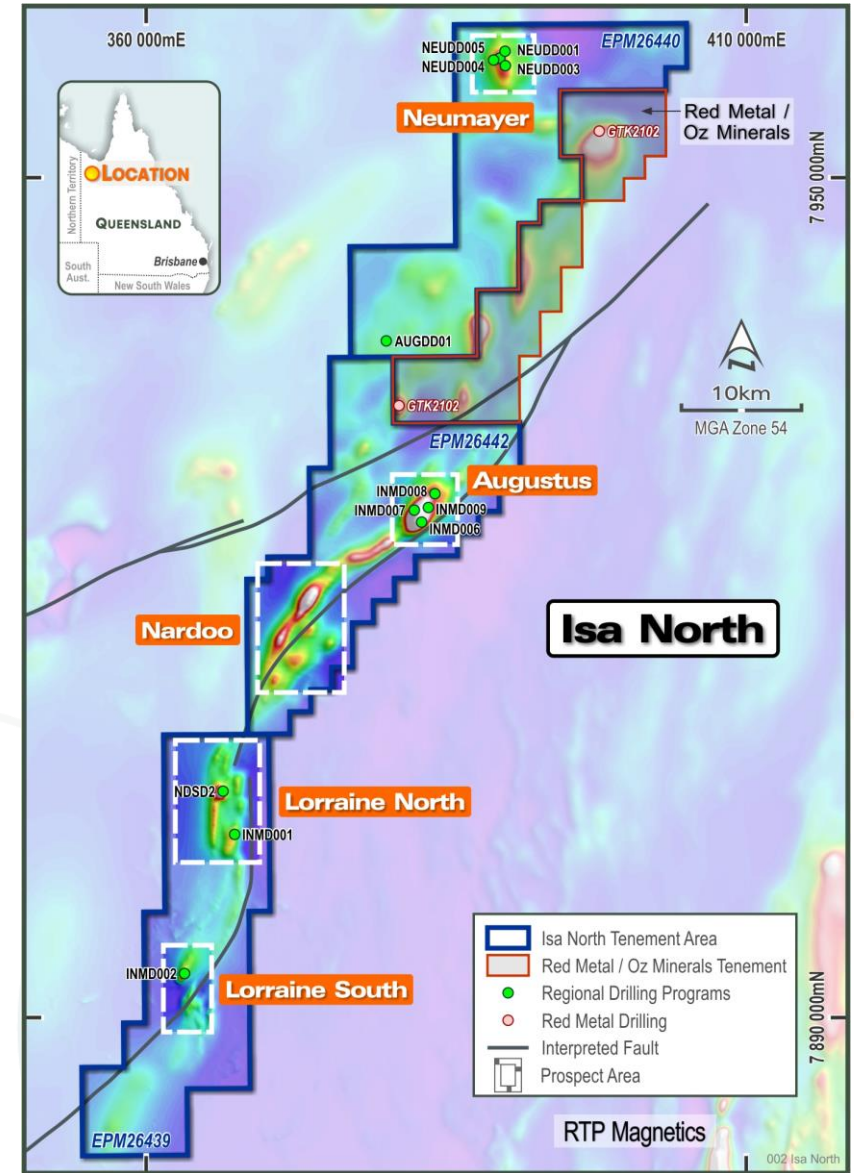 360 000mE
410 000mE
NEUDD005
NEUDD001
NEUDD004
NEUDD003
EPM26440
Neumayer
Red Metal /
Oz Minerals
GTK2102
7 950 000mN
LOCATION
Northern Territory
QUEENSLAND
Brisbane
South
Aust.
New South Wales
AUGDD01
GTK2102
EPM26442
N
10km
MGA Zone 54
Augustus
INMD008
INMD007
INMD009
INMD006
Nardoo
Isa North
NDSD2
Lorraine North
INMD001
INMD002
Lorraine South
7 890 000mN
Isa North Tenement Area
Red Metal / Oz Minerals Tenement
Regional Drilling Programs
Red Metal Drilling
Interpreted Fault
Prospect Area
EPM26439
RTP Magnetics
002 Isa North